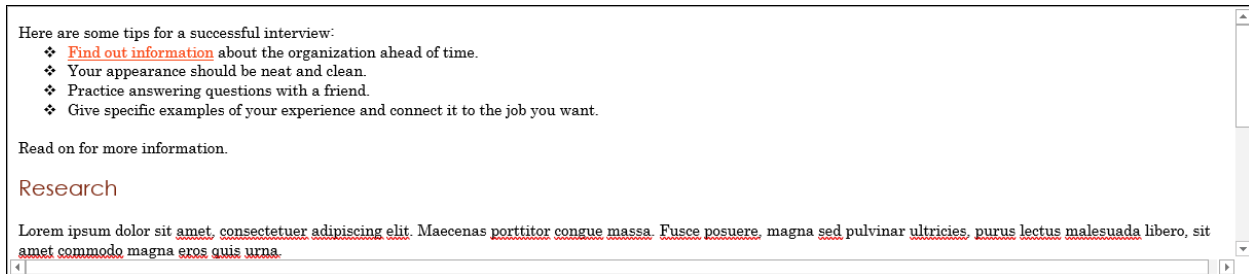 Here are some tips for a successful interview:
❖ Find out information about the organization ahead of time.
❖ Your appearance should be neat and clean.
❖ Practice answering questions with a friend.
❖ Give specific examples of your experience and connect it to the job you want.
Read on for more information.
Research
Lorem ipsum dolor sit amet, consectetuer adipiscing elit. Maecenas porttitor congue massa. Fusce posuere, magna sed pulvinar ultricies, purus lectus malesuada libero, sit
amet commodo magna eros quis urna.